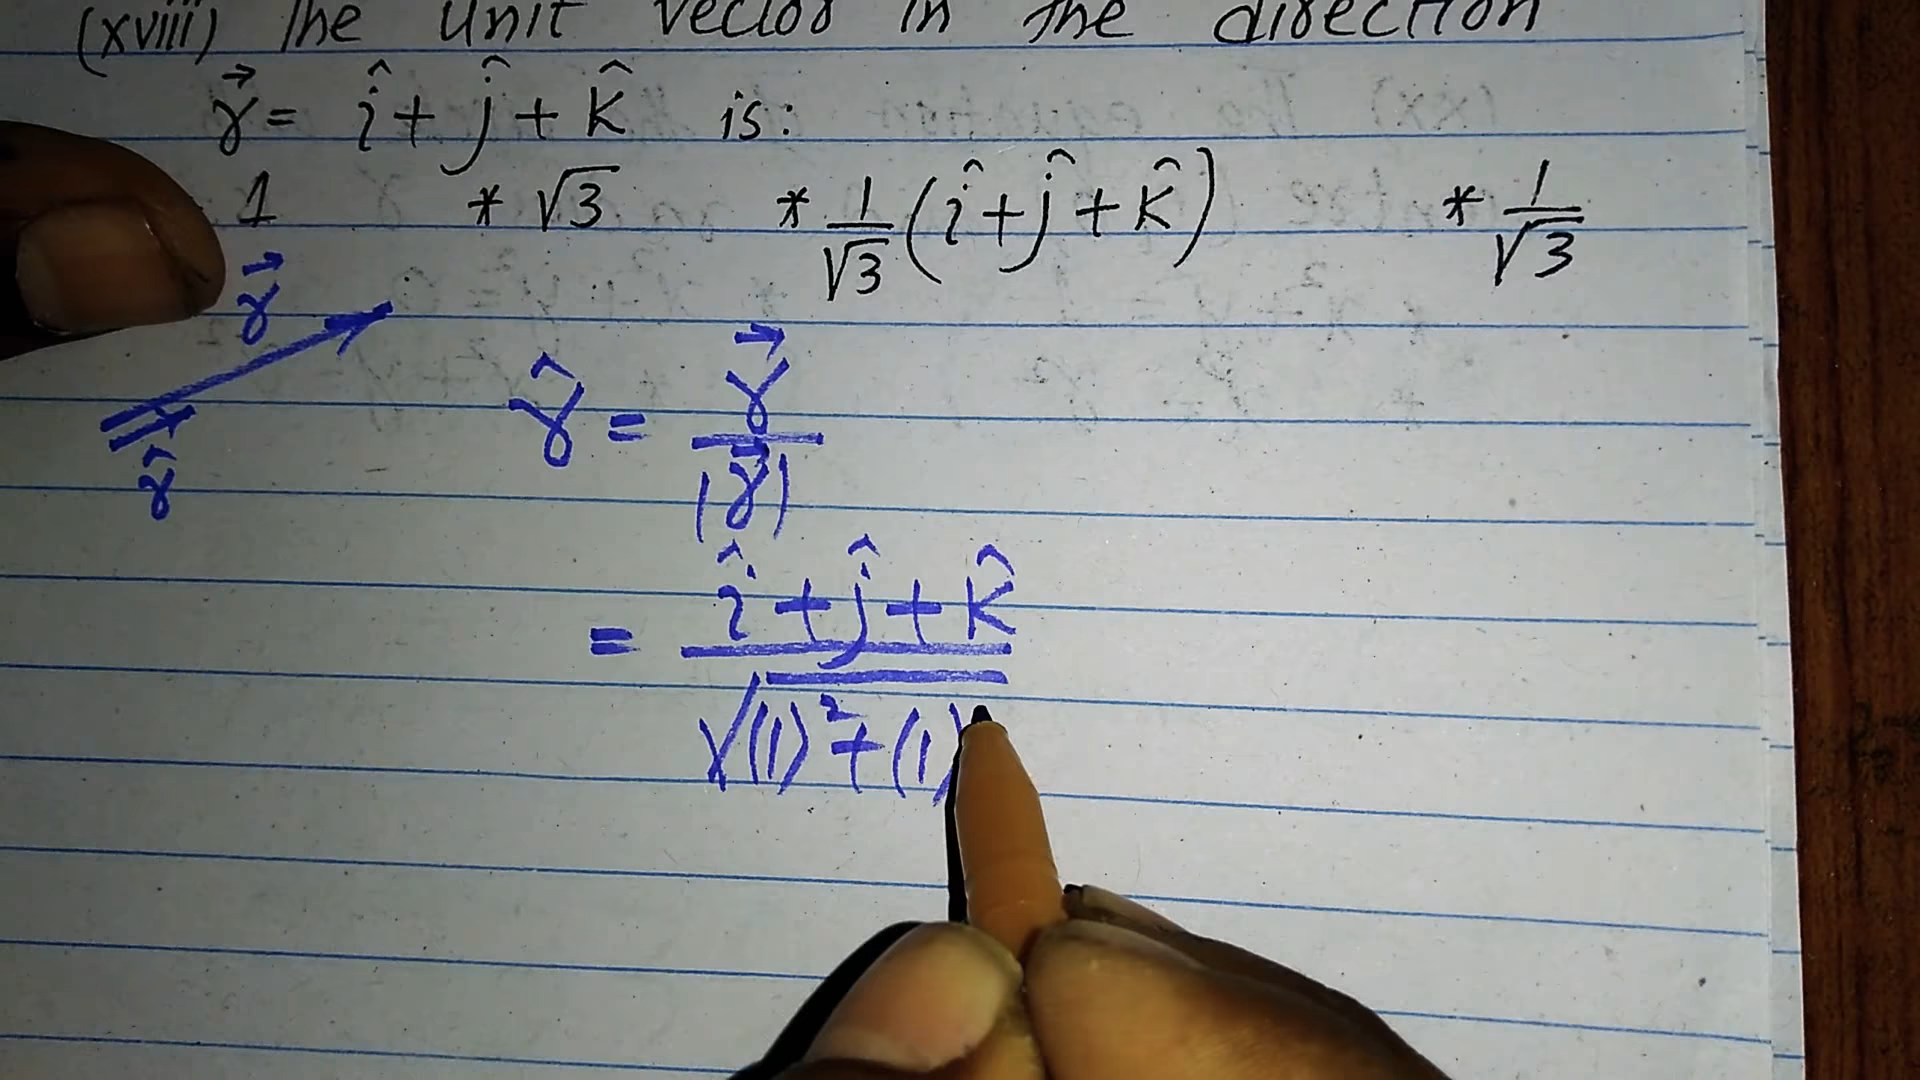 (xviii) The unit vector in the direction
r⃗ = î + ĵ + k̂ is:
1 * √3 * 1/√3 (î + ĵ + k̂) * 1/√3
r⃗
r̂
r̂ = r⃗ / |r⃗|
= î + ĵ + k̂ / √(1)² + (1)